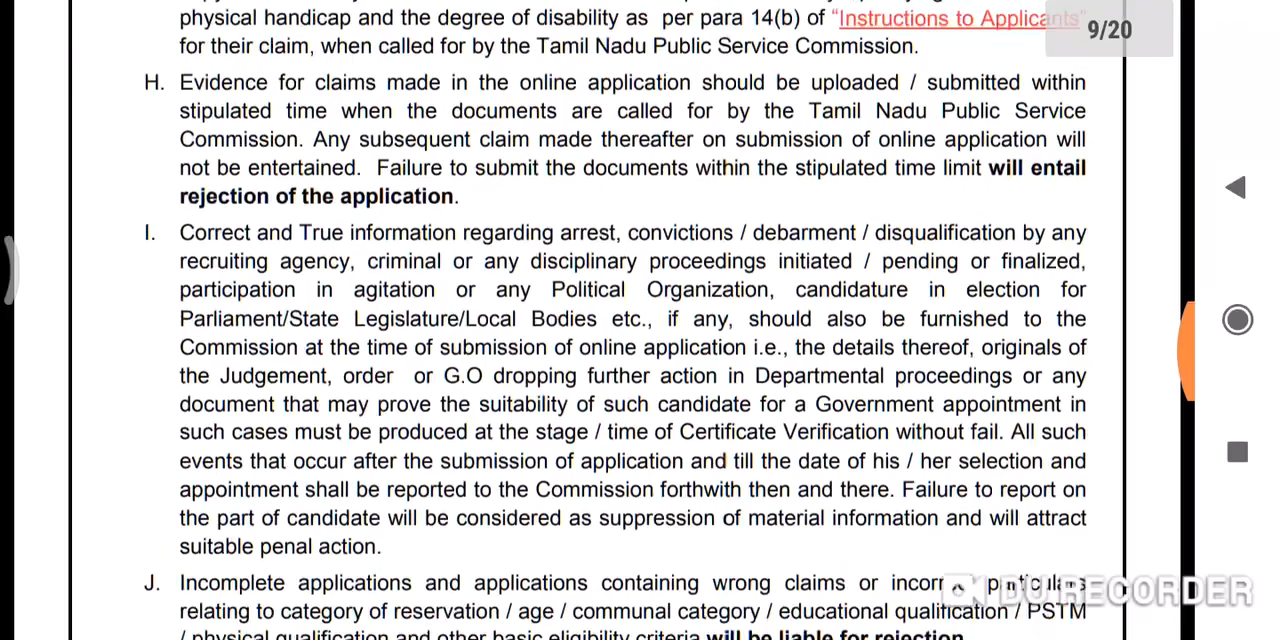 physical handicap and the degree of disability as per para 14(b) of "Instructions to Applicants"
9/20
for their claim, when called for by the Tamil Nadu Public Service Commission.
H. Evidence for claims made in the online application should be uploaded / submitted within
stipulated time when the documents are called for by the Tamil Nadu Public Service
Commission. Any subsequent claim made thereafter on submission of online application will
not be entertained. Failure to submit the documents within the stipulated time limit will entail
rejection of the application.
I. Correct and True information regarding arrest, convictions / debarment / disqualification by any
recruiting agency, criminal or any disciplinary proceedings initiated / pending or finalized,
participation in agitation or any Political Organization, candidature in election for
Parliament/State Legislature/Local Bodies etc., if any, should also be furnished to the
Commission at the time of submission of online application i.e., the details thereof, originals of
the Judgement, order or G.O dropping further action in Departmental proceedings or any
document that may prove the suitability of such candidate for a Government appointment in
such cases must be produced at the stage / time of Certificate Verification without fail. All such
events that occur after the submission of application and till the date of his / her selection and
appointment shall be reported to the Commission forthwith then and there. Failure to report on
the part of candidate will be considered as suppression of material information and will attract
suitable penal action.
J. Incomplete applications and applications containing wrong claims or
DU RECORDER
relating to category of reservation / age / communal category / educational qualification / PSTM
/ physical qualification and other basic eligibility criteria will be liable for rejection